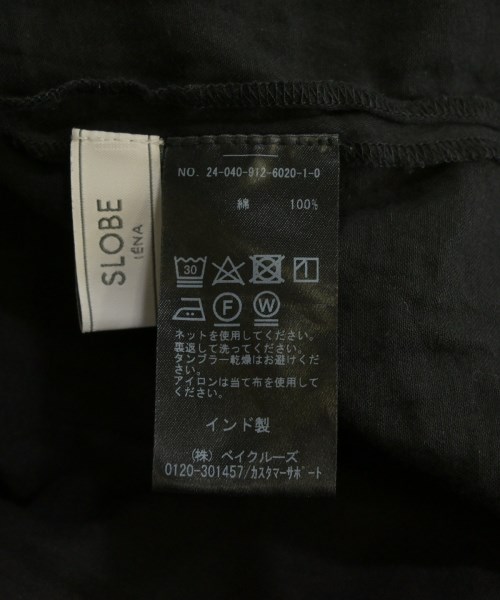 SLOBE
IÉNA
NO. 24-040-912-6020-1-0
綿 100%
30
F W
ネットを使用してください。
裏返して洗ってください。
タンブラー乾燥はお避けください。
アイロンは当て布を使用してください。
インド製
(株) ベイクルーズ
0120-301457/カスタマーサポート